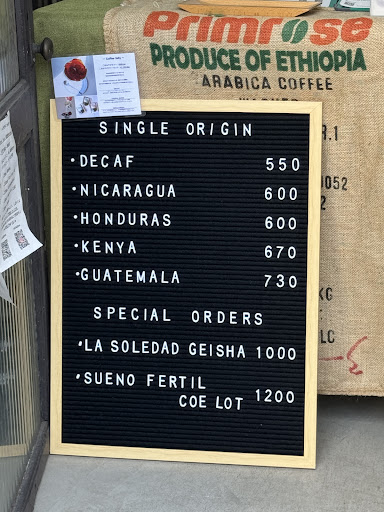 Primrose
PRODUCE OF ETHIOPIA
ARABICA COFFEE
SINGLE ORIGIN
•DECAF 550
•NICARAGUA 600
•HONDURAS 600
•KENYA 670
•GUATEMALA 730
SPECIAL ORDERS
•LA SOLEDAD GEISHA 1000
•SUENO FERTIL
COE LOT 1200